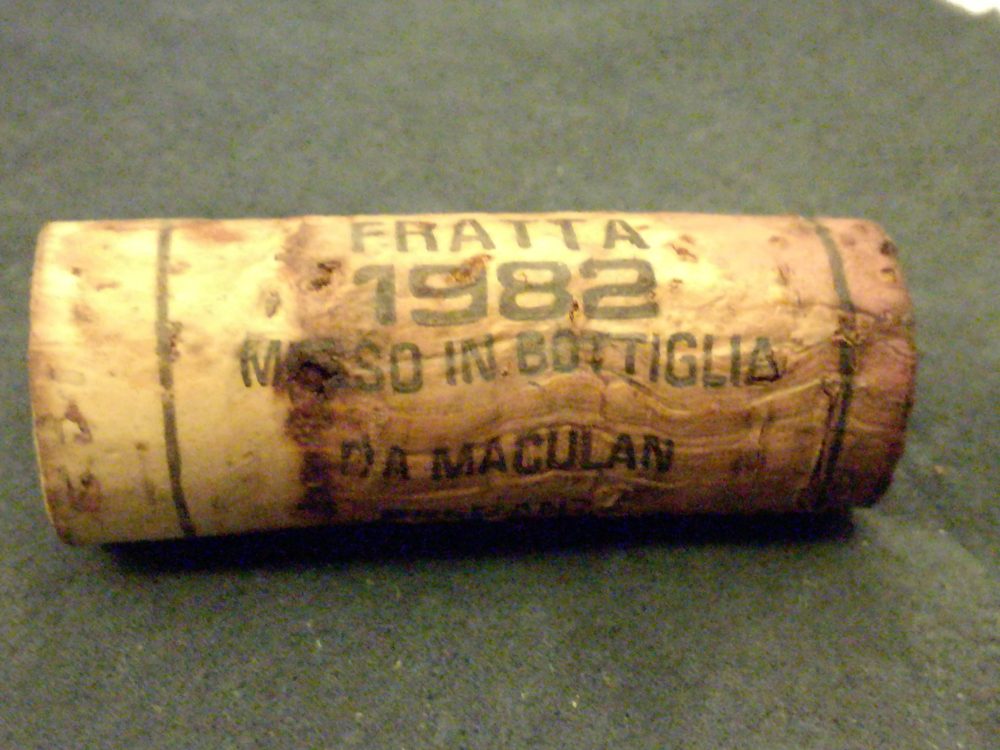 FRATTA
1982
MESSO IN BOTTIGLIA
DA MACULAN